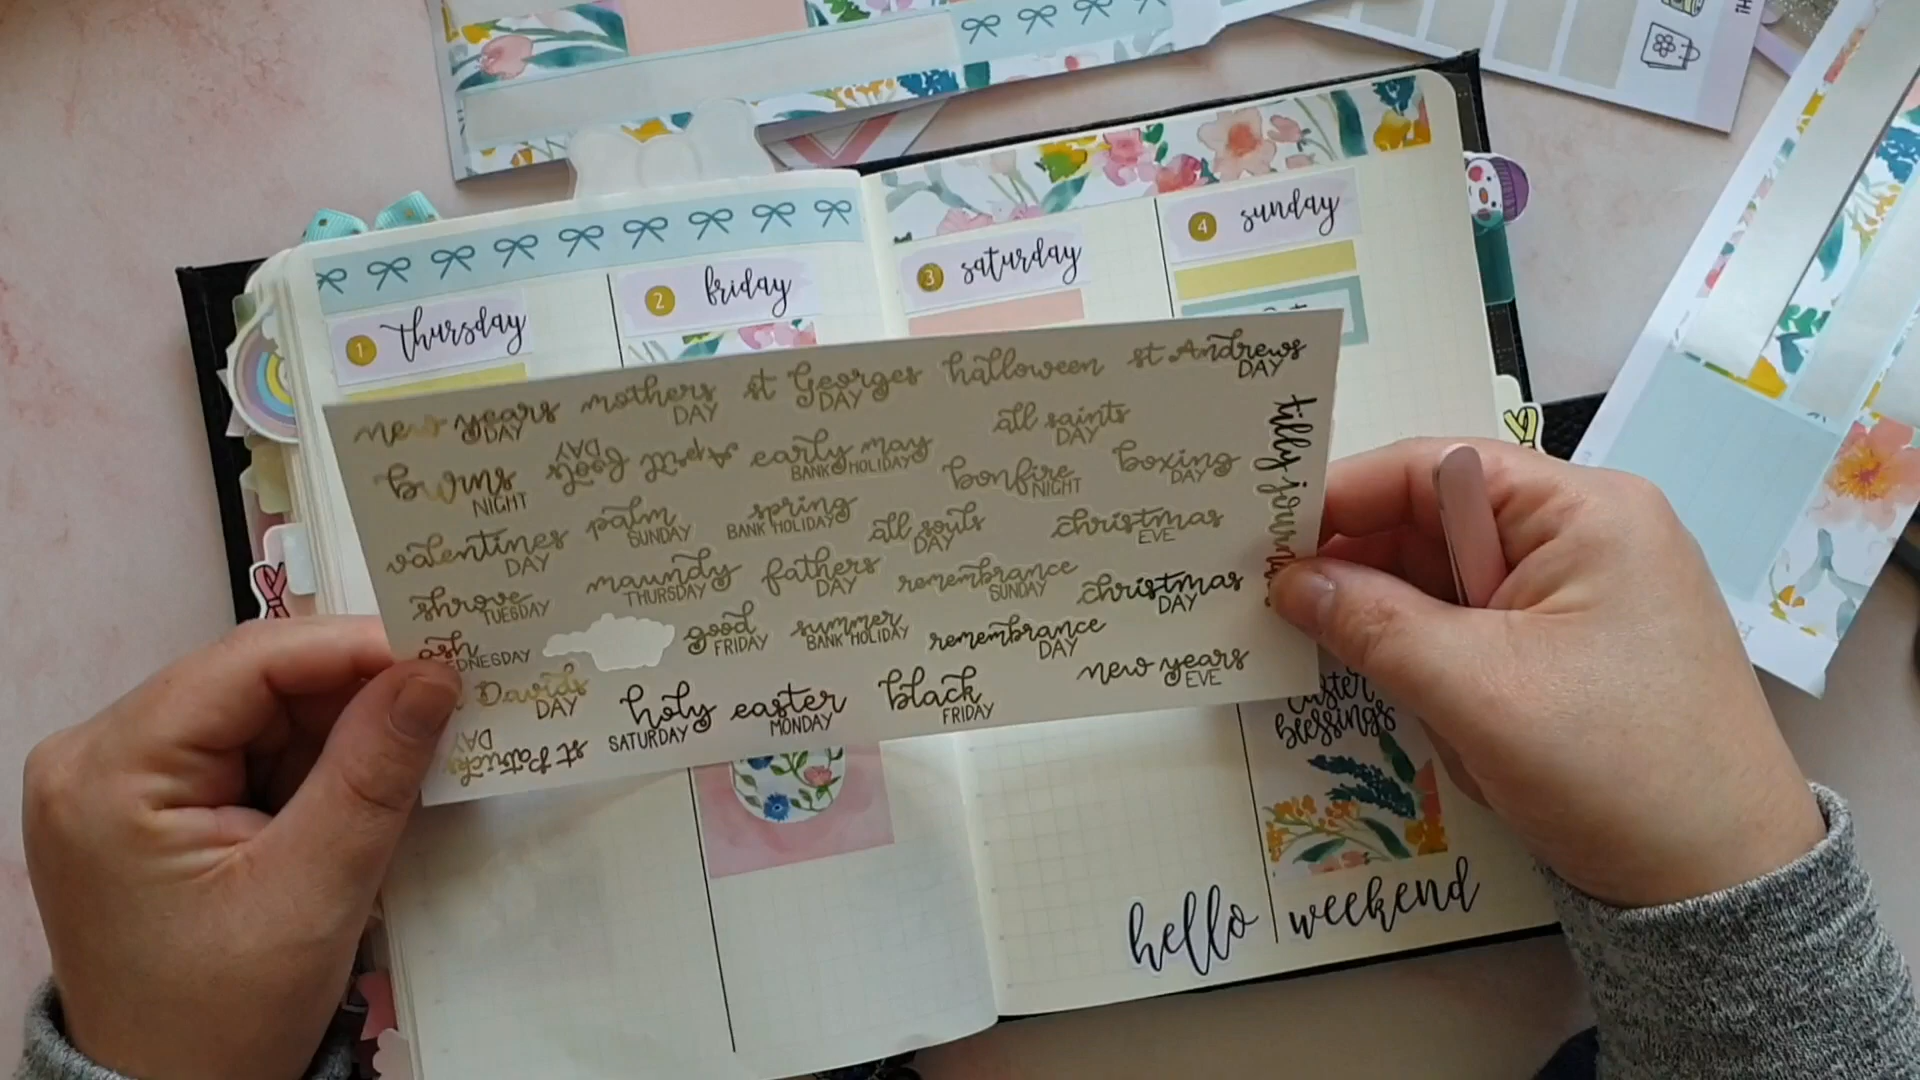 1 thursday
2 friday
3 saturday
4 sunday
new years DAY
mothers DAY
st Georges DAY
halloween
st Andrews DAY
burns NIGHT
April fools DAY
early may BANK HOLIDAY
all saints DAY
bonfire NIGHT
boxing DAY
valentines DAY
palm SUNDAY
spring BANK HOLIDAY
all souls DAY
christmas EVE
shrove TUESDAY
maundy THURSDAY
fathers DAY
remembrance SUNDAY
christmas DAY
ash
good FRIDAY
summer BANK HOLIDAY
remembrance DAY
new years EVE
Davids DAY
holy SATURDAY
easter MONDAY
black FRIDAY
st Patricks DAY
tilly
easter
blessings
hello weekend